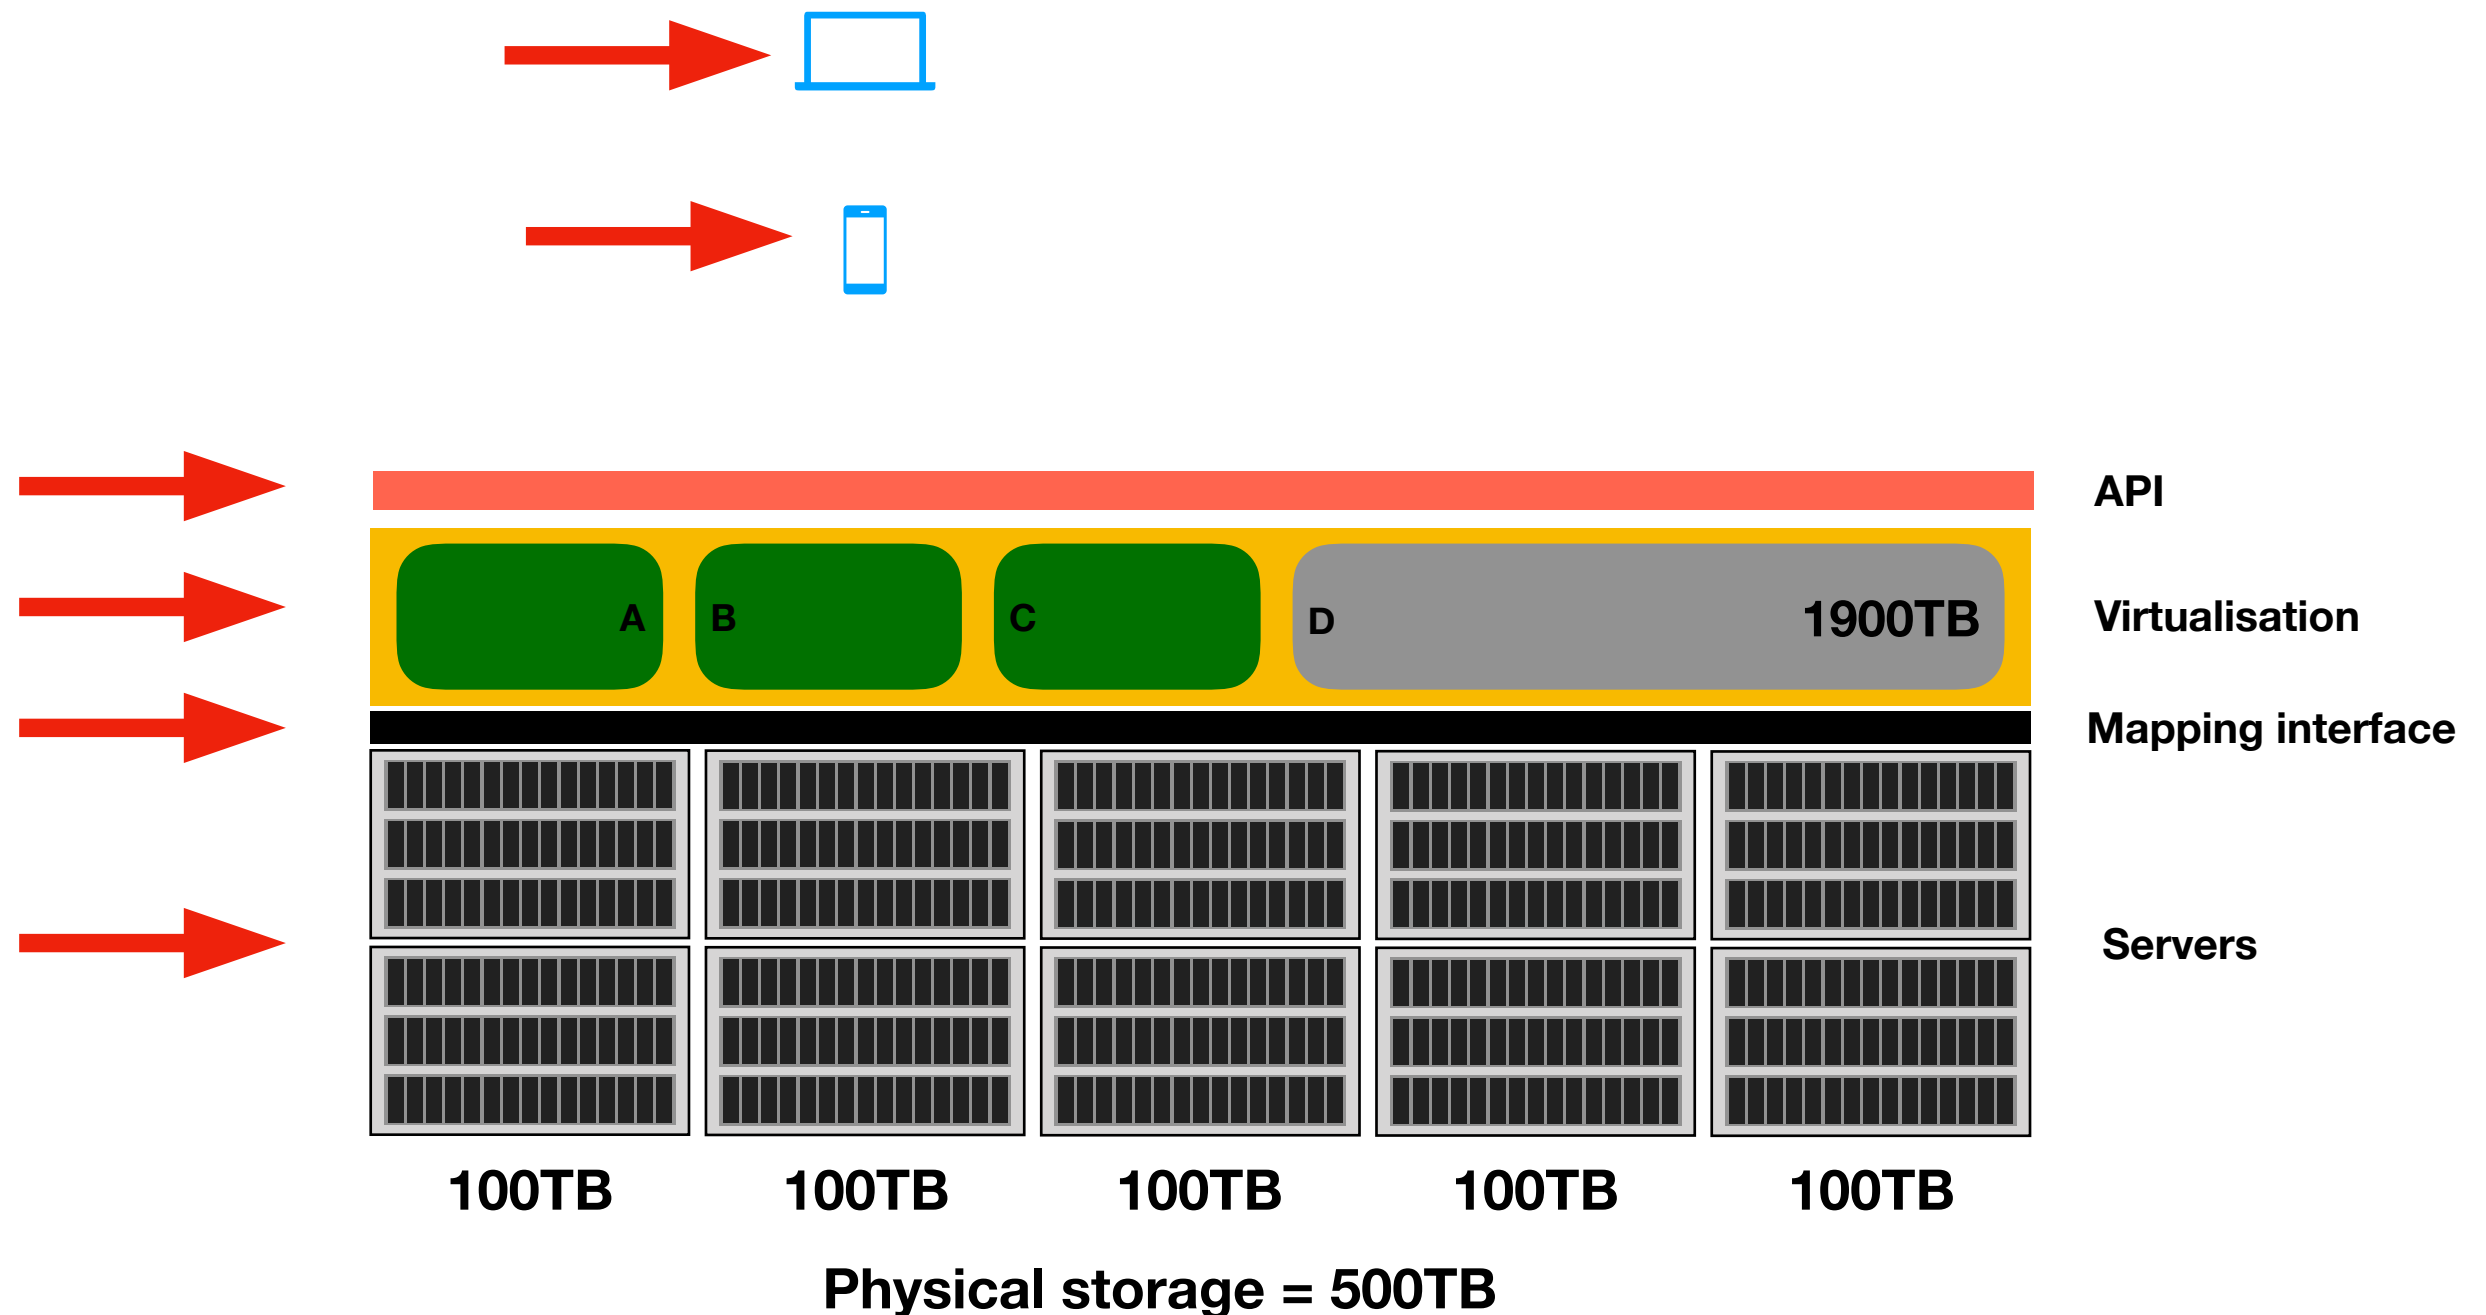 API
A B C D 1900TB Virtualisation
Mapping interface
Servers
100TB 100TB 100TB 100TB 100TB
Physical storage = 500TB